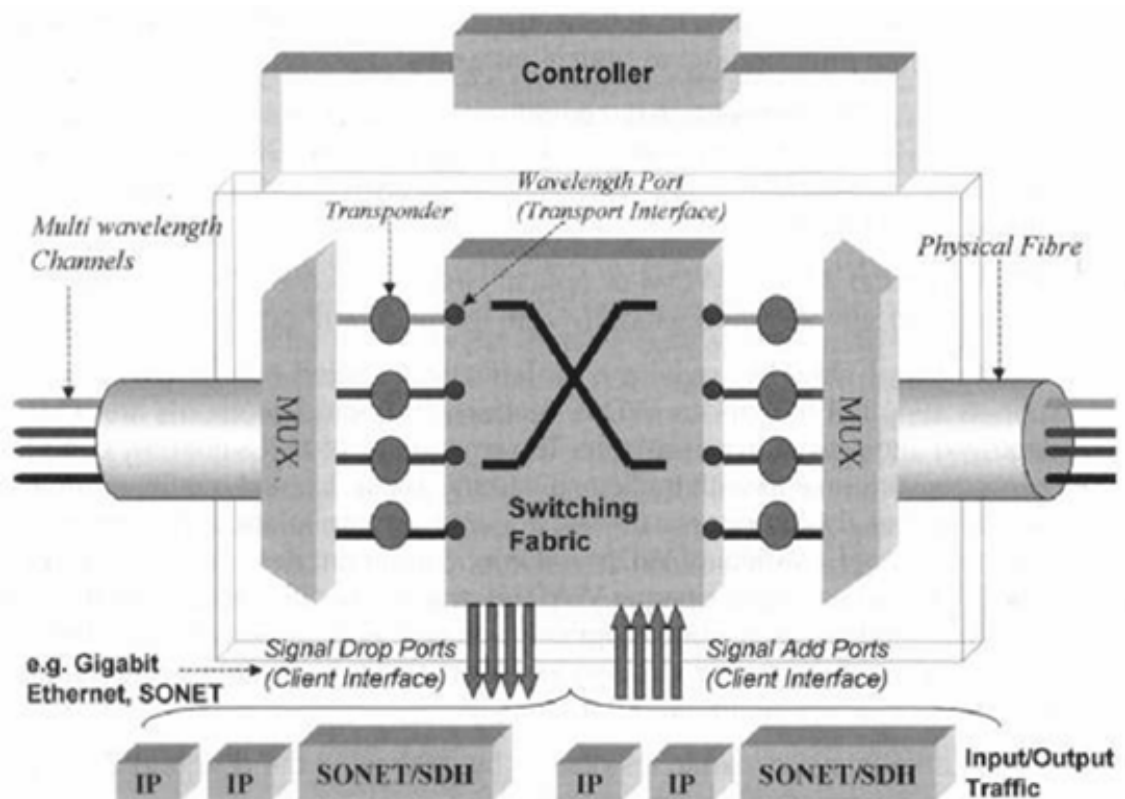 Controller
Wavelength Port
(Transport Interface)
Transponder
Multi wavelength
Channels
Physical Fibre
MUX
MUX
Switching
Fabric
Signal Drop Ports
(Client Interface)
Signal Add Ports
(Client Interface)
e.g. Gigabit
Ethernet, SONET
IP
IP
SONET/SDH
IP
IP
SONET/SDH
Input/Output
Traffic